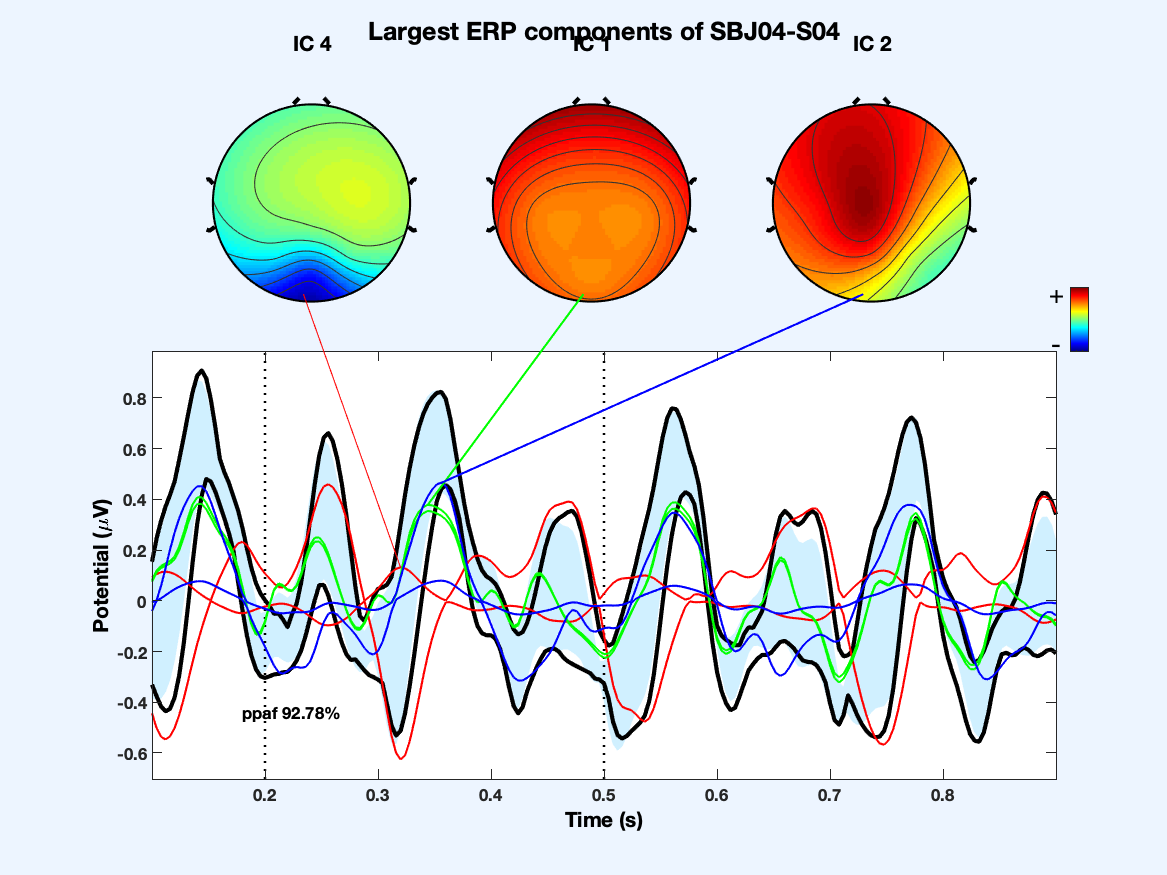 Largest ERP components of SBJ04-S04
IC 4
IC 1
IC 2
+
-
0.8
0.6
0.4
0.2
0
-0.2
-0.4
-0.6
Potential (μV)
ppaf 92.78%
0.2
0.3
0.4
0.5
0.6
0.7
0.8
Time (s)